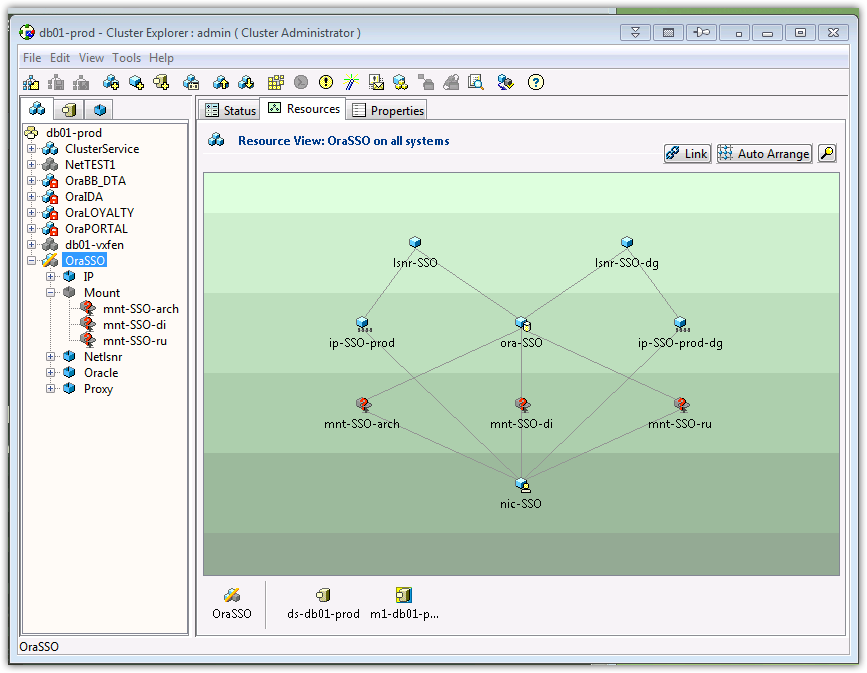 db01-prod - Cluster Explorer : admin ( Cluster Administrator )
File Edit View Tools Help
Status Resources Properties
db01-prod
ClusterService
NetTEST1
OraBB_DTA
OraIDA
OraLOYALTY
OraPORTAL
db01-vxfen
OraSSO
IP
Mount
mnt-SSO-arch
mnt-SSO-di
mnt-SSO-ru
Netlsnr
Oracle
Proxy
Resource View: OraSSO on all systems
Link Auto Arrange
lsnr-SSO lsnr-SSO-dg
ip-SSO-prod ora-SSO ip-SSO-prod-dg
mnt-SSO-arch mnt-SSO-di mnt-SSO-ru
nic-SSO
OraSSO ds-db01-prod m1-db01-p...
OraSSO